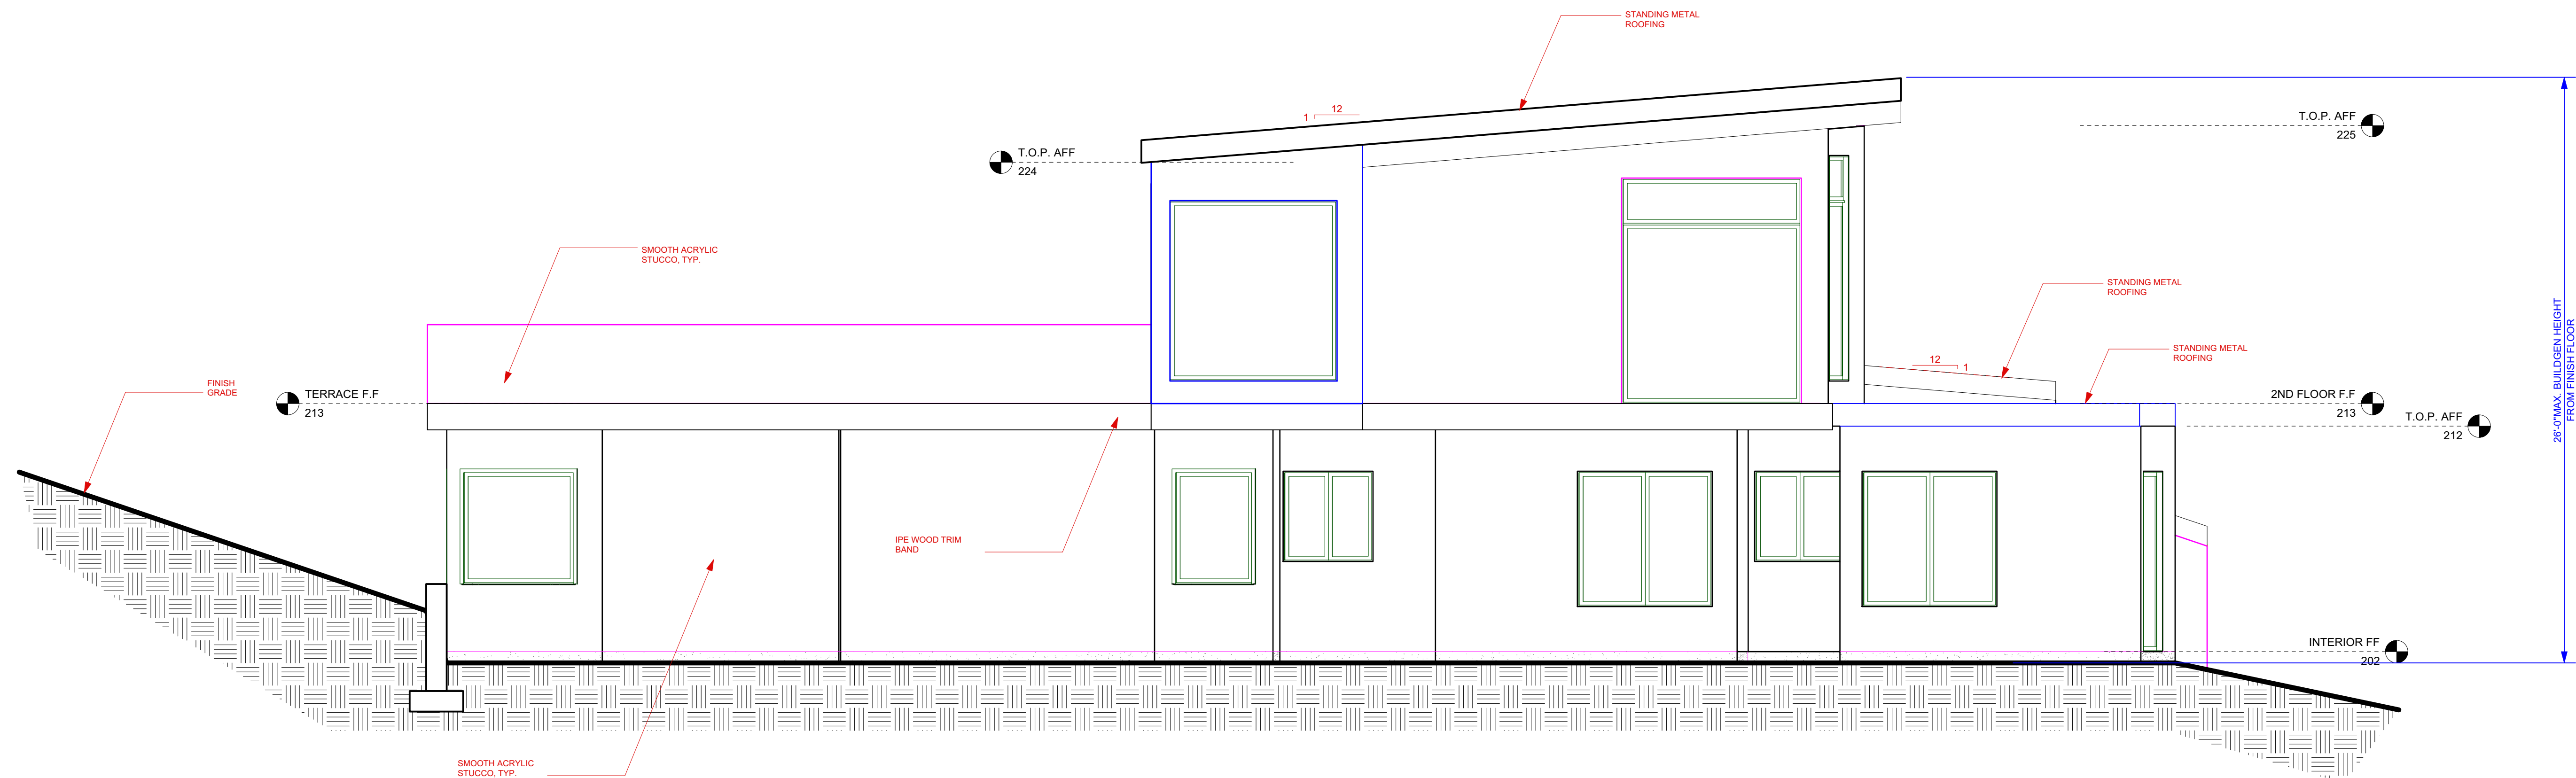 STANDING METAL
ROOFING
12
1
T.O.P. AFF
225
T.O.P. AFF
224
SMOOTH ACRYLIC
STUCCO, TYP.
STANDING METAL
ROOFING
STANDING METAL
ROOFING
12
1
FINISH
GRADE
TERRACE F.F
213
2ND FLOOR F.F
213
T.O.P. AFF
212
26'-0"MAX. BUILDGEN HEIGHT
FROM FINISH FLOOR
IPE WOOD TRIM
BAND
INTERIOR FF
202
SMOOTH ACRYLIC
STUCCO, TYP.